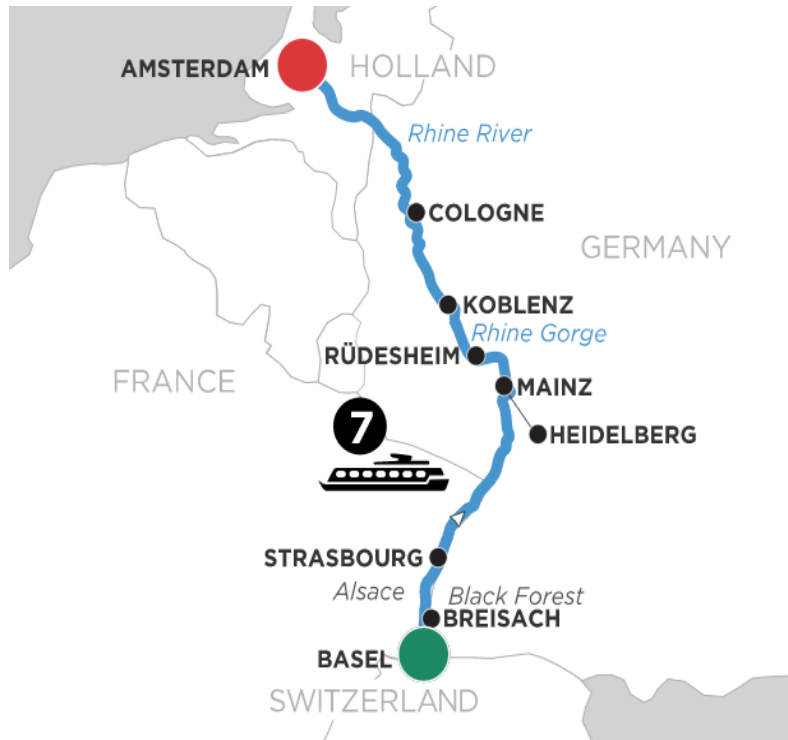 AMSTERDAM
HOLLAND
Rhine River
COLOGNE
GERMANY
KOBLENZ
Rhine Gorge
RÜDESHEIM
FRANCE
MAINZ
7
HEIDELBERG
STRASBOURG
Alsace
Black Forest
BREISACH
BASEL
SWITZERLAND